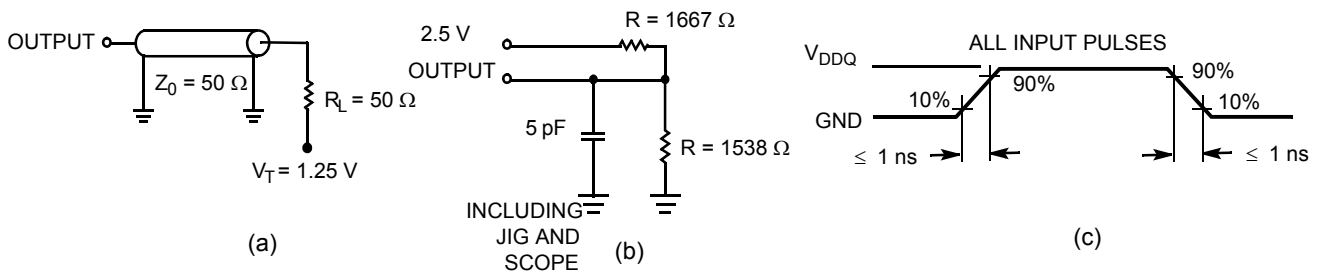 OUTPUT
Z0 = 50 Ω
RL = 50 Ω
VT = 1.25 V
(a)
R = 1667 Ω
2.5 V
OUTPUT
5 pF
R = 1538 Ω
INCLUDING
JIG AND
SCOPE
(b)
ALL INPUT PULSES
VDDQ
GND
10%
90%
90%
10%
≤ 1 ns
≤ 1 ns
(c)